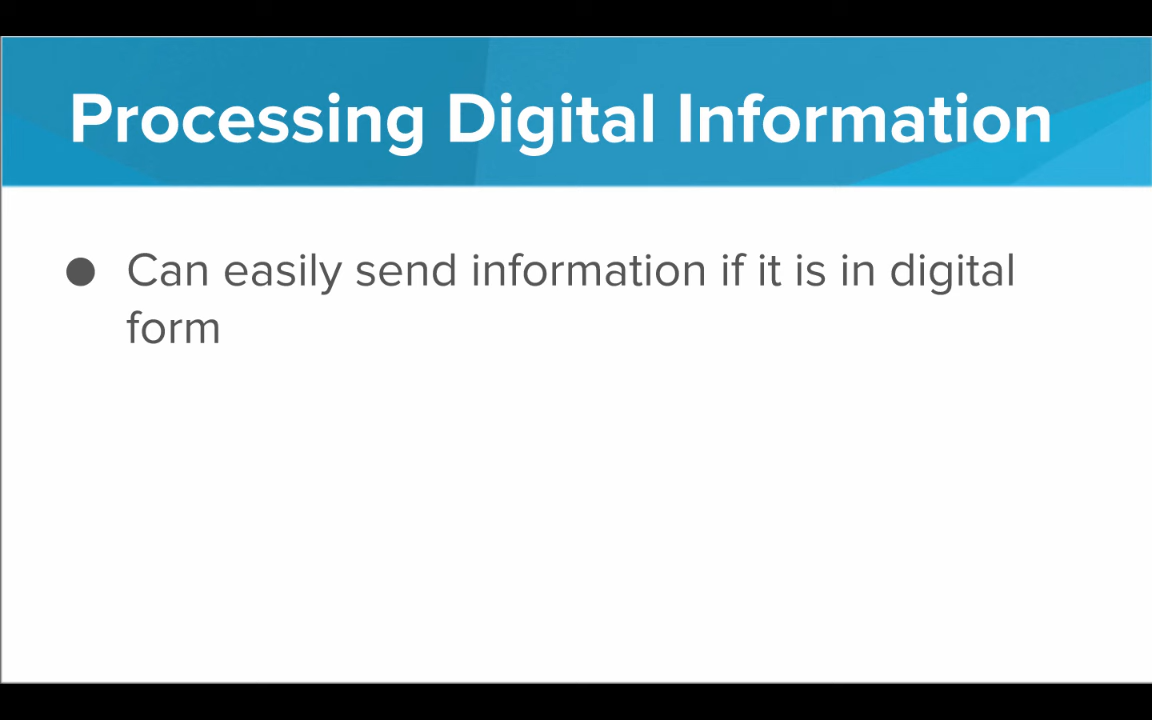 Processing Digital Information
● Can easily send information if it is in digital
form